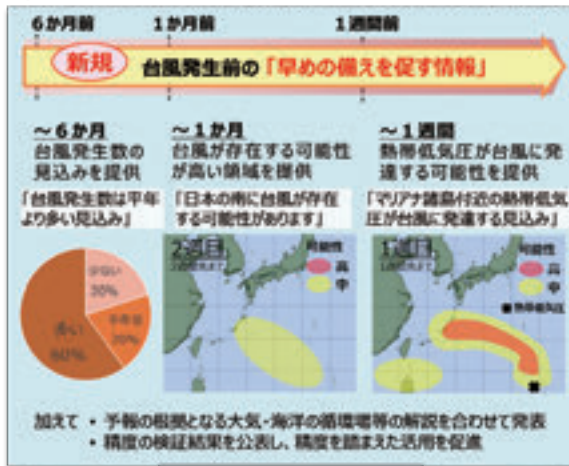 6か月前
1か月前
1週間前
新規
台風発生前の「早めの備えを促す情報」
～6か月
台風発生数の
見込みを提供
「台風発生数は平年
より多い見込み」
少ない
20%
平年並
20%
多い
60%
～1か月
台風が存在する可能性
が高い領域を提供
「日本の南に台風が存在
する可能性があります」
2週目
可能性
高
中
～1週間
熱帯低気圧が台風に発
達する可能性を提供
「マリアナ諸島付近の熱帯低気
圧が台風に発達する見込み」
1週目
可能性
高
中
■熱帯低気圧
加えて ・ 予報の根拠となる大気・海洋の循環場等の解説を合わせて発表
・ 精度の検証結果を公表し、精度を踏まえた活用を促進